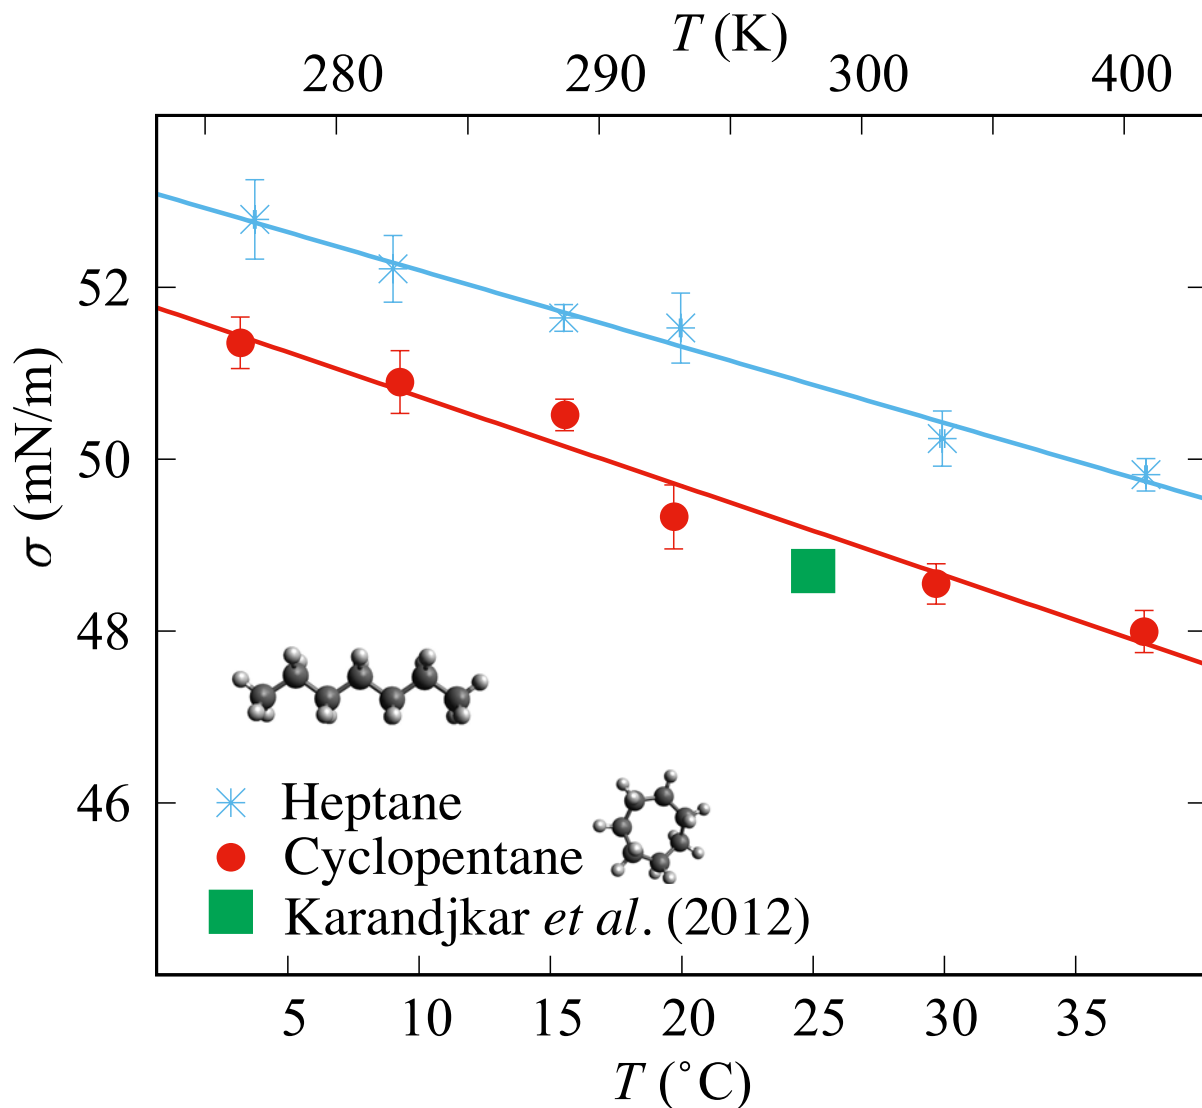 T (K)
280 290 300 400
52
50
48
46
σ (mN/m)
Heptane
Cyclopentane
Karandjkar et al. (2012)
5 10 15 20 25 30 35
T (˚C)